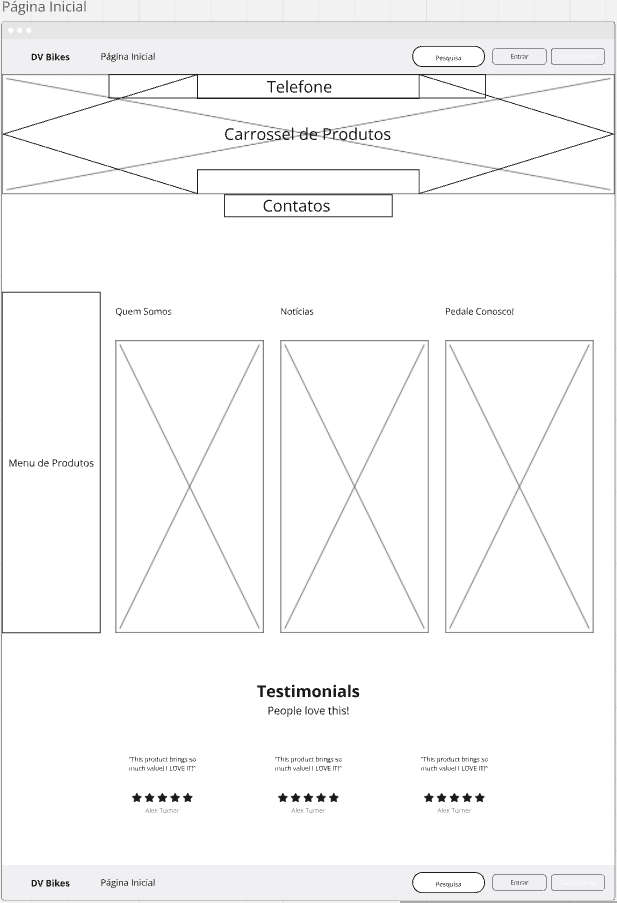 Página Inicial
DV Bikes Página Inicial Pesquisa Entrar
Telefone
Carrossel de Produtos
Contatos
Quem Somos Notícias Pedale Conosco!
Menu de Produtos
Testimonials
People love this!
"This product brings so "This product brings so "This product brings so
much value! I LOVE IT!" much value! I LOVE IT!" much value! I LOVE IT!"
Alex Turner Alex Turner Alex Turner
DV Bikes Página Inicial Pesquisa Entrar